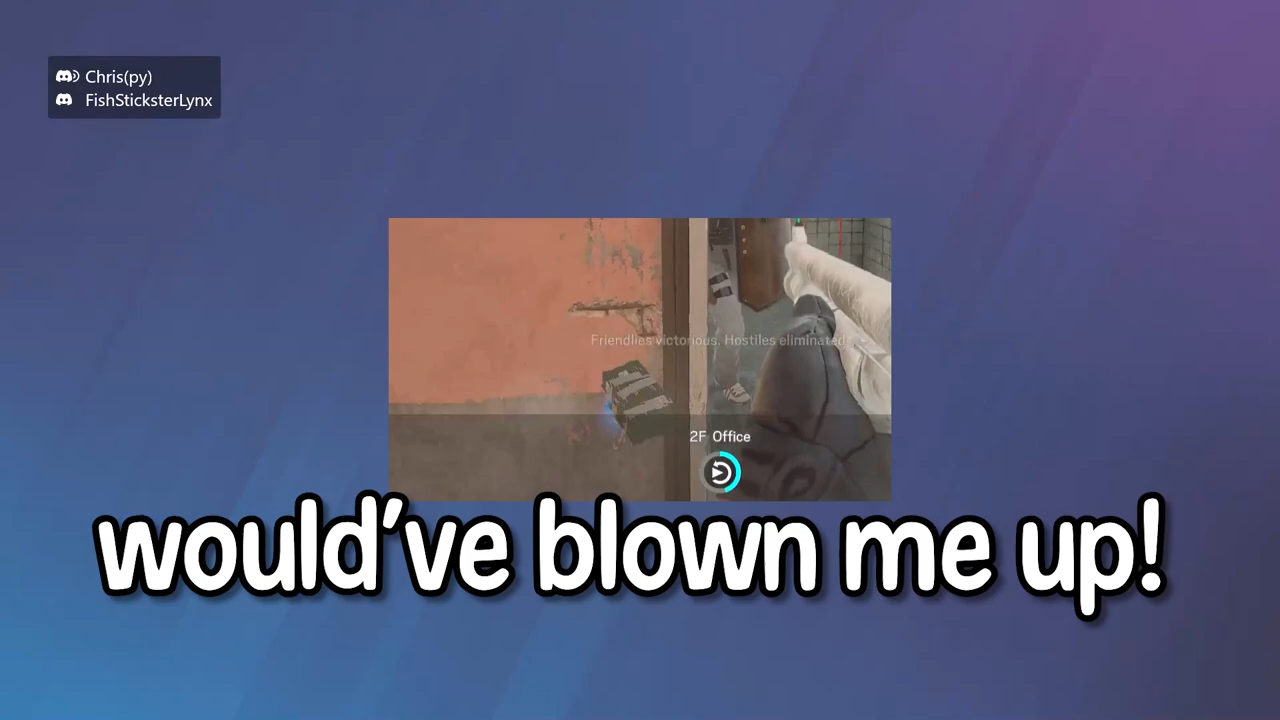 Chris(py)
FishSticksterLynx
Friendlies victorious. Hostiles eliminated
2F Office
would've blown me up!